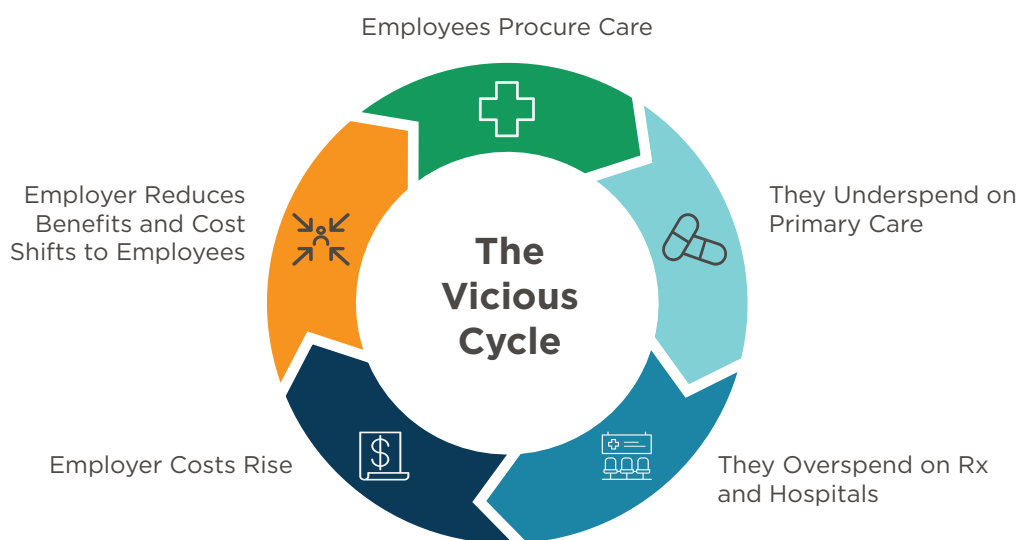 Employees Procure Care
They Underspend on
Primary Care
They Overspend on Rx
and Hospitals
Employer Costs Rise
Employer Reduces
Benefits and Cost
Shifts to Employees
The
Vicious
Cycle
$